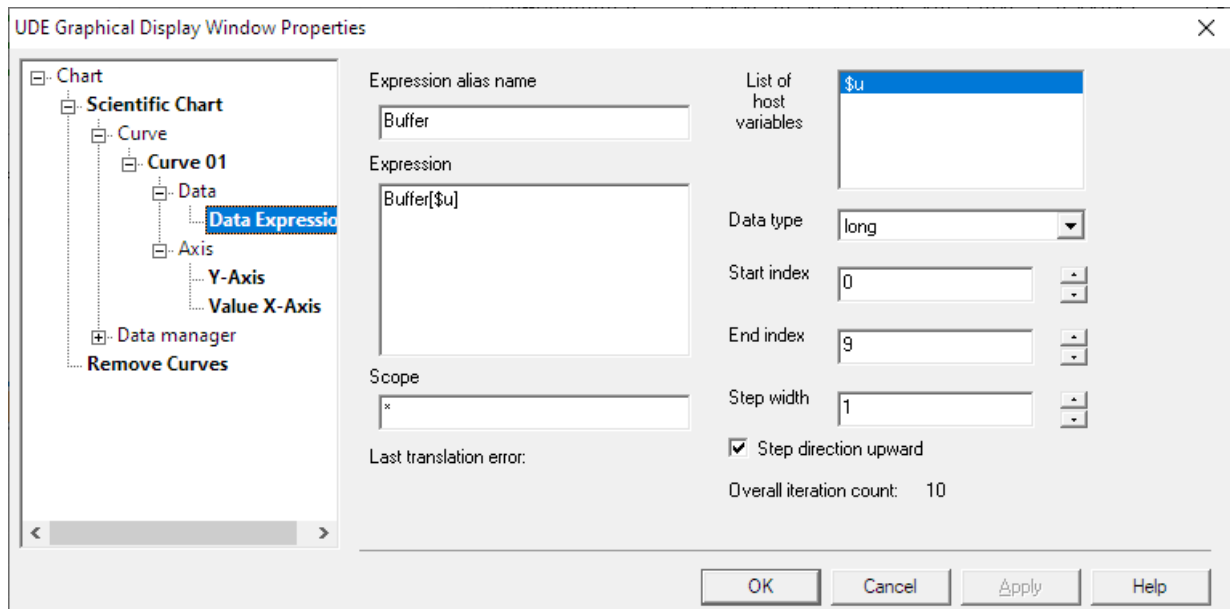 UDE Graphical Display Window Properties
Chart
Scientific Chart
Curve
Curve 01
Data
Data Expressio
Axis
Y-Axis
Value X-Axis
Data manager
Remove Curves
Expression alias name
Buffer
Expression
Buffer[$u]
Scope
*
Last translation error:
List of
host
variables
$u
Data type
long
Start index
0
End index
9
Step width
1
Step direction upward
Overall iteration count: 10
OK Cancel Apply Help